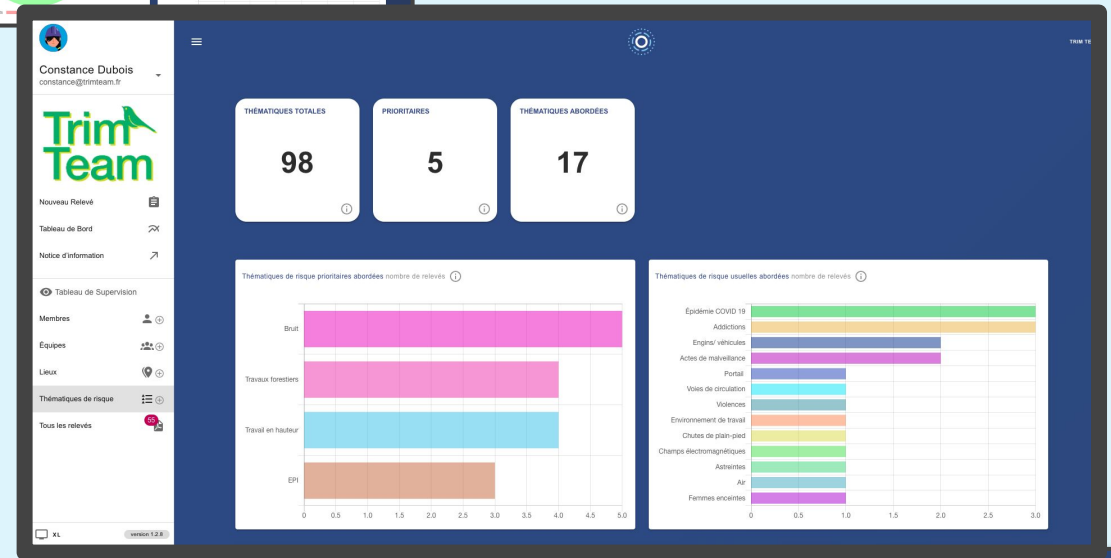 Constance Dubois
constance@trimteam.fr
Trim
Team
Nouveau Relevé
Tableau de Bord
Notice d'information
Tableau de Supervision
Membres
Équipes
Lieux
Thématiques de risque
Tous les relevés
55
XL
version 1.2.8
TRIM TE
THÉMATIQUES TOTALES
98
PRIORITAIRES
5
THÉMATIQUES ABORDÉES
17
Thématiques de risque prioritaires abordées nombre de relevés
Bruit
Travaux forestiers
Travail en hauteur
EPI
0 0.5 1.0 1.5 2.0 2.5 3.0 3.5 4.0 4.5 5.0
Thématiques de risque usuelles abordées nombre de relevés
Épidémie COVID 19
Addictions
Engins/ véhicules
Actes de malveillance
Portail
Voies de circulation
Violences
Environnement de travail
Chutes de plain-pied
Champs électromagnétiques
Astreintes
Air
Femmes enceintes
0 0.5 1.0 1.5 2.0 2.5 3.0